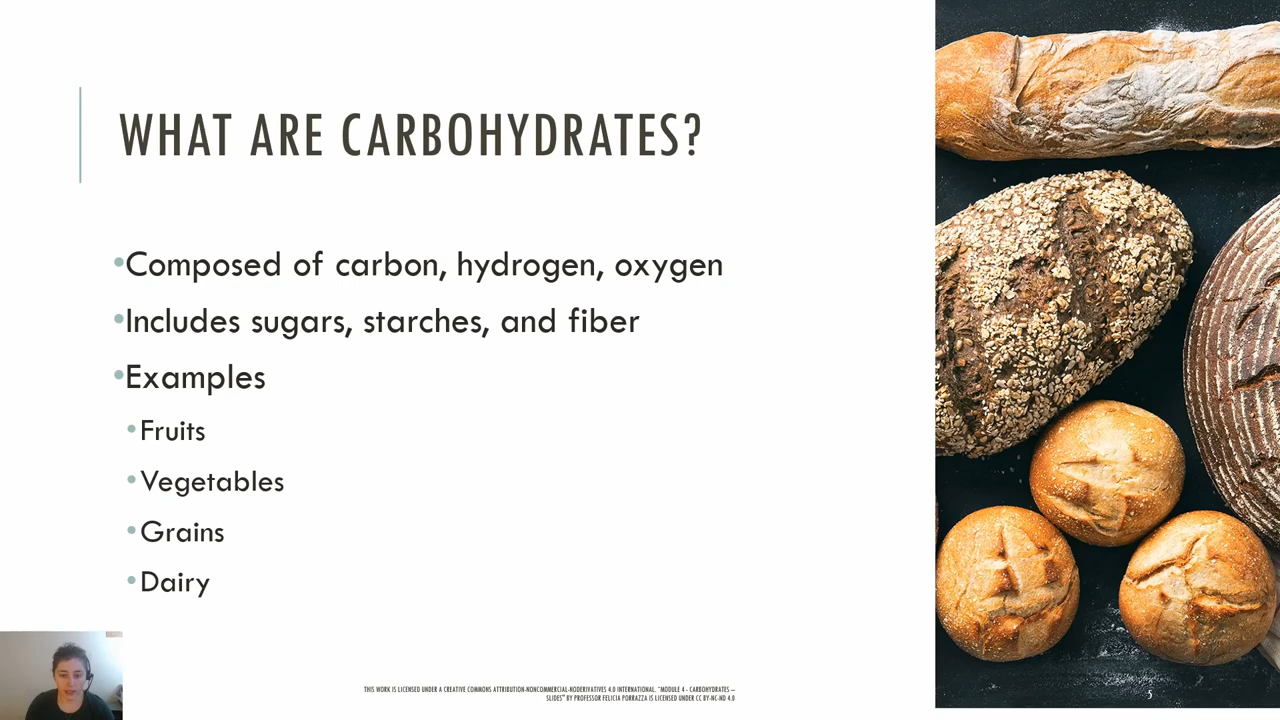 WHAT ARE CARBOHYDRATES?
•Composed of carbon, hydrogen, oxygen
•Includes sugars, starches, and fiber
•Examples
•Fruits
•Vegetables
•Grains
•Dairy
THIS WORK IS LICENSED UNDER A CREATIVE COMMONS ATTRIBUTION-NONCOMMERCIAL-NODERIVATIVES 4.0 INTERNATIONAL. "MODULE 4 - CARBOHYDRATES –
SLIDES" BY PROFESSOR FELICIA PORRAZZA IS LICENSED UNDER CC BY-NC-ND 4.0
5